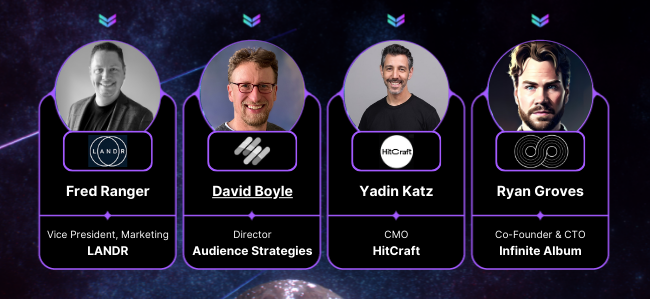 LANDR
HitCraft
Fred Ranger
David Boyle
Yadin Katz
Ryan Groves
Vice President, Marketing
LANDR
Director
Audience Strategies
CMO
HitCraft
Co-Founder & CTO
Infinite Album